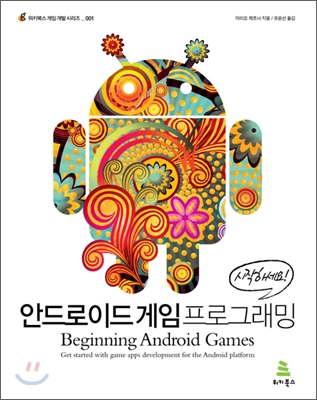 위키북스 게임 개발 시리즈 _ 001
마리오 제흐너 지음 / 유윤선 옮김
시작하세요!
안드로이드 게임 프로그래밍
Beginning Android Games
Get started with game apps development for the Android platform
위키북스